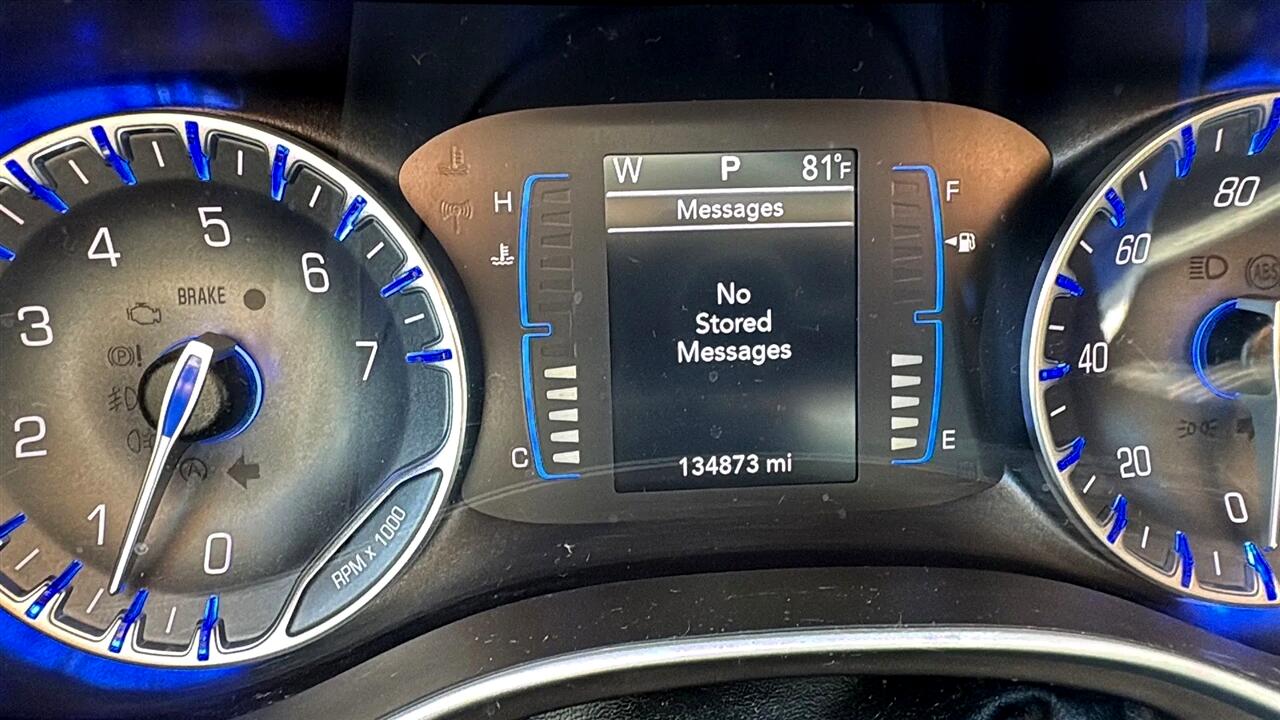 W P 81°F
Messages
No
Stored
Messages
134873 mi
H
C
F
E
BRAKE
0
1
2
3
4
5
6
7
RPM x 1000
0
20
40
60
80
ABS